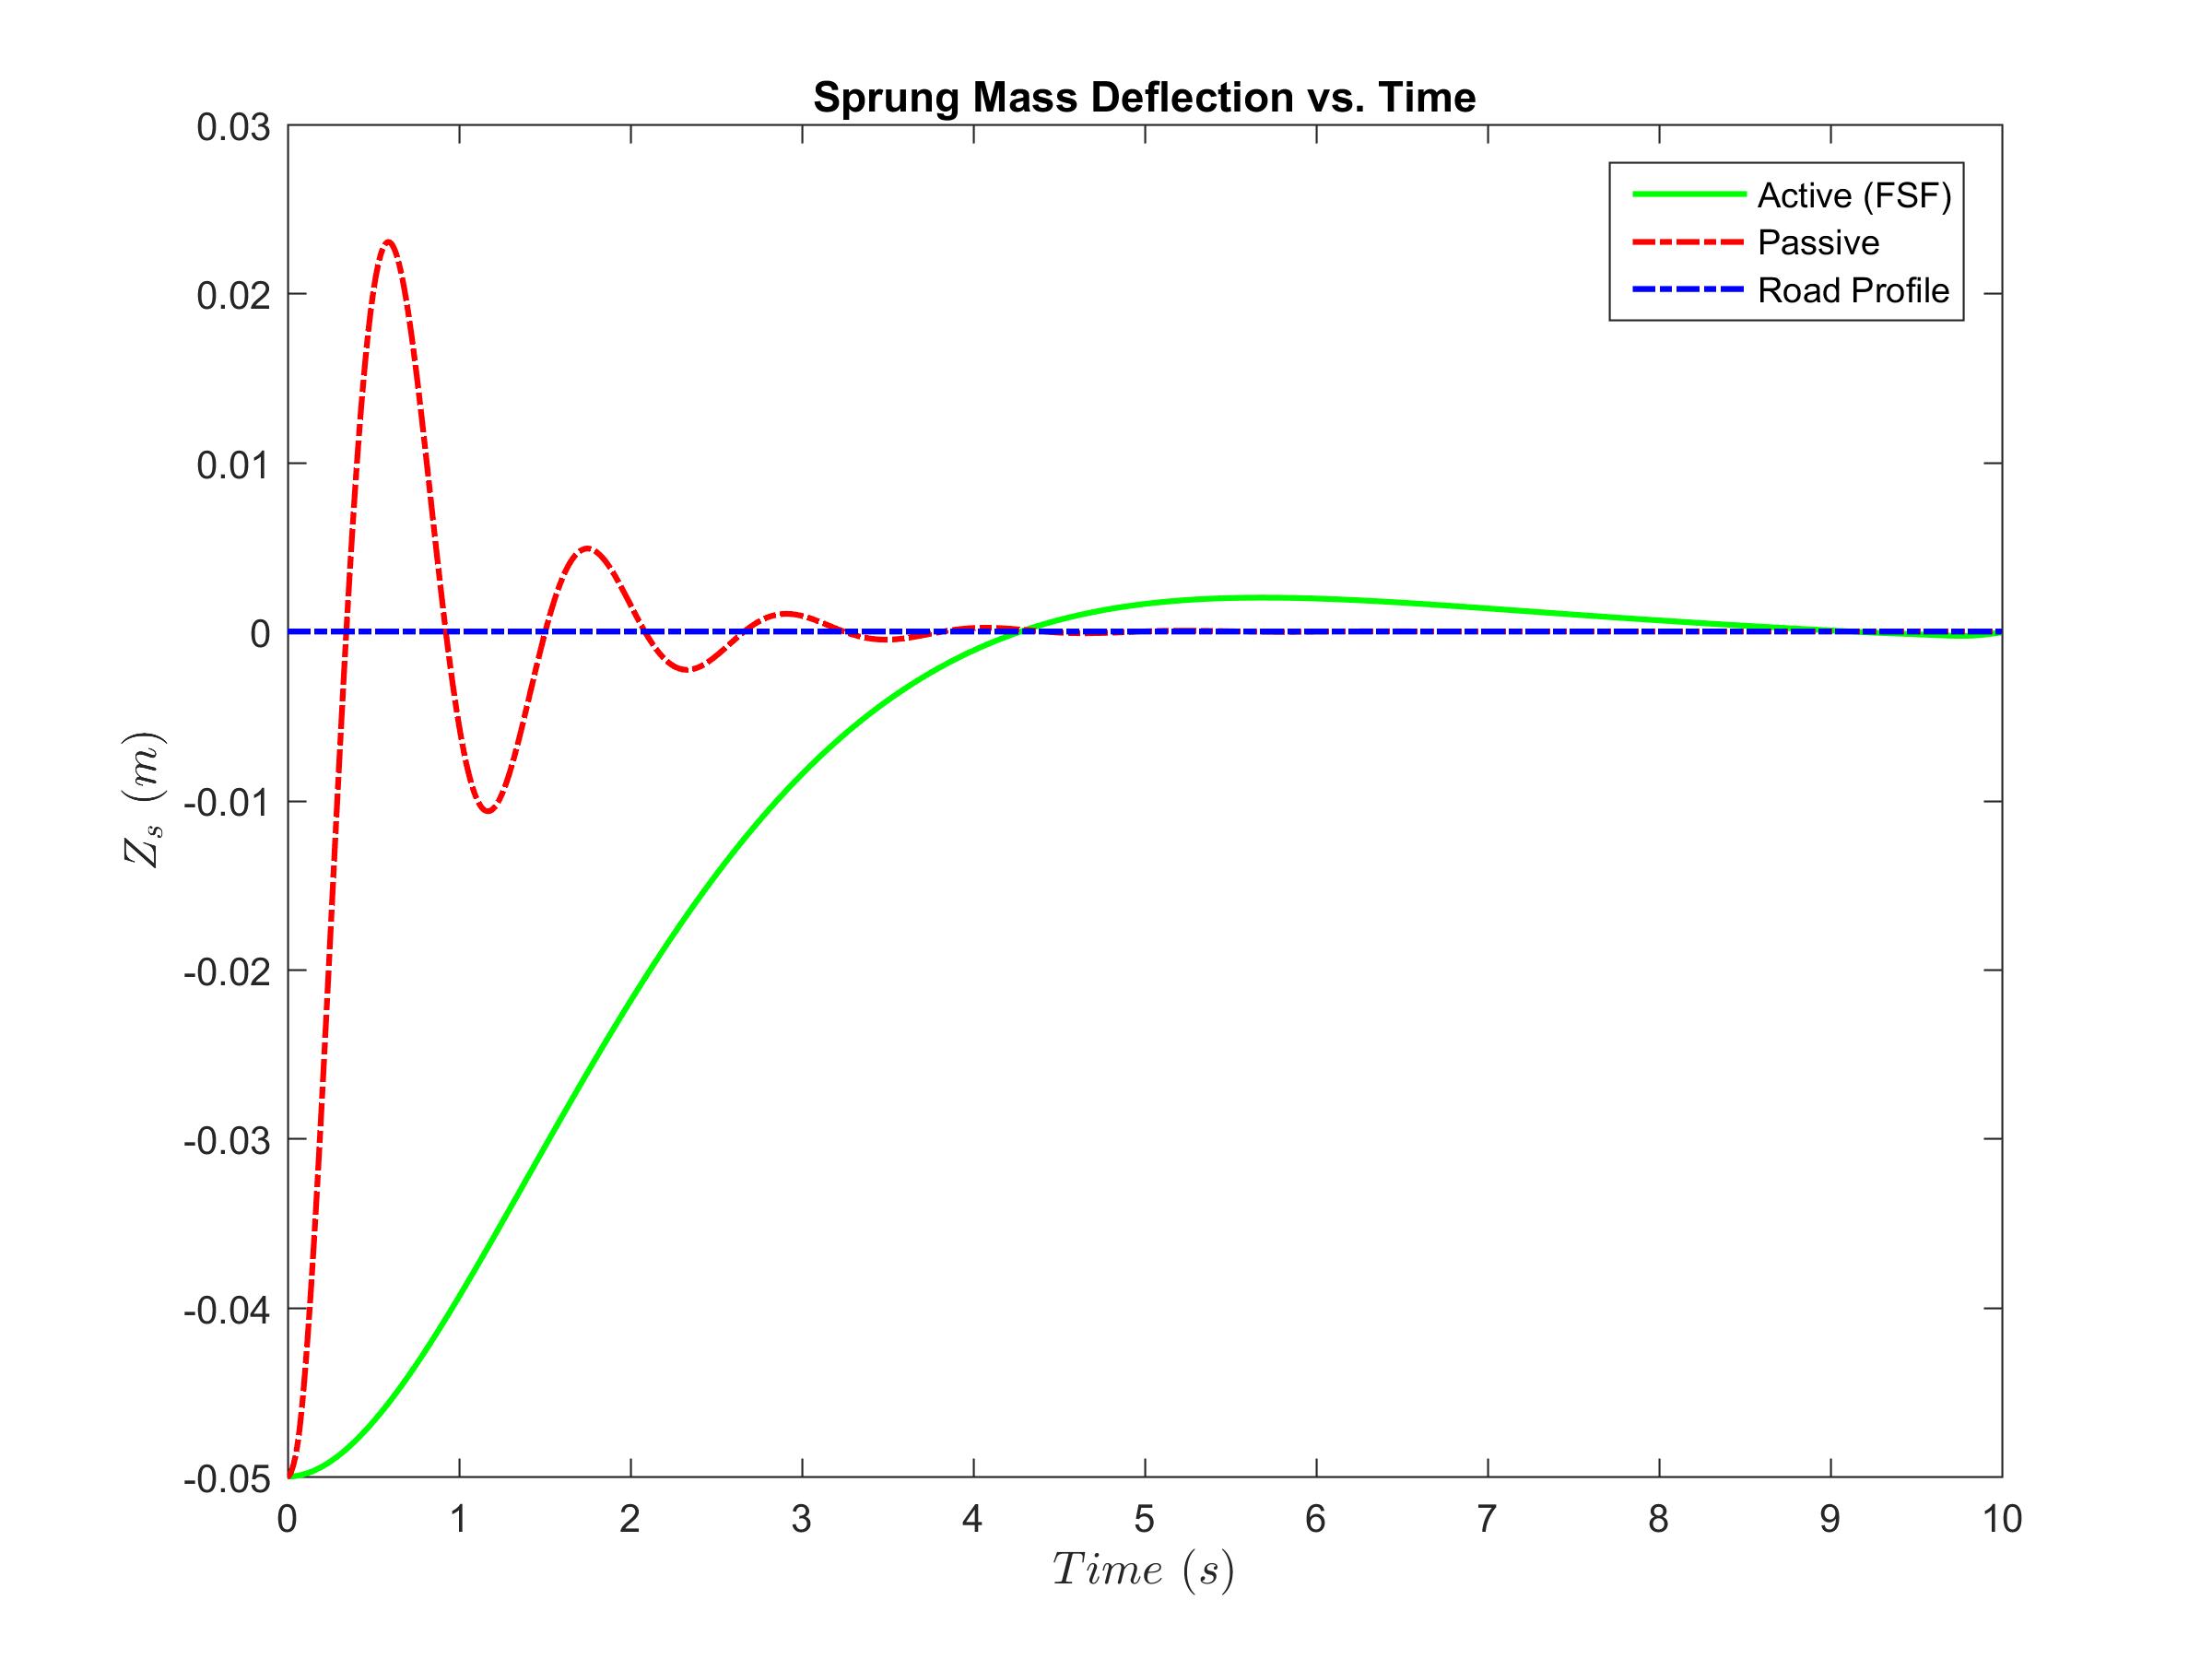 Sprung Mass Deflection vs. Time
0.03
0.02
0.01
0
-0.01
-0.02
-0.03
-0.04
-0.05
Z_s (m)
Active (FSF)
Passive
Road Profile
0 1 2 3 4 5 6 7 8 9 10
Time (s)